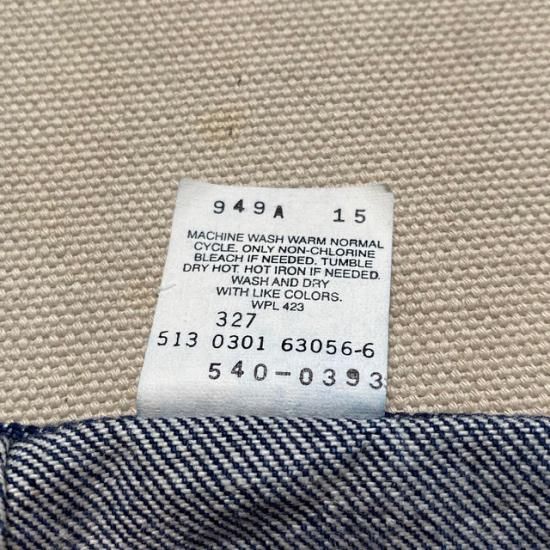 949A 15
MACHINE WASH WARM NORMAL
CYCLE. ONLY NON-CHLORINE
BLEACH IF NEEDED. TUMBLE
DRY HOT. HOT IRON IF NEEDED.
WASH AND DRY
WITH LIKE COLORS.
WPL 423
327
513 0301 63056-6
540-0393